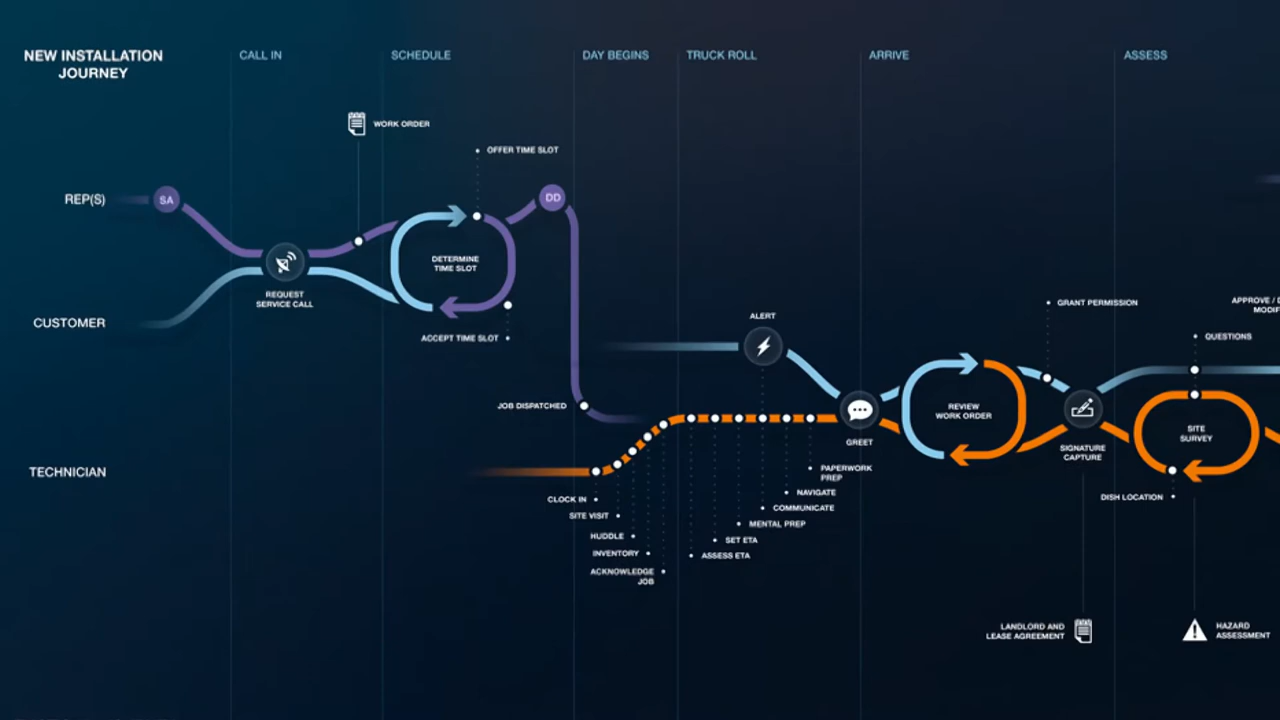 NEW INSTALLATION
JOURNEY
CALL IN
SCHEDULE
DAY BEGINS
TRUCK ROLL
ARRIVE
ASSESS
WORK ORDER
OFFER TIME SLOT
REP(S)
SA
DD
DETERMINE
TIME SLOT
REQUEST
SERVICE CALL
CUSTOMER
ACCEPT TIME SLOT
ALERT
GRANT PERMISSION
APPROVE /
QUESTIONS
JOB DISPATCHED
REVIEW
WORK ORDER
GREET
SIGNATURE
CAPTURE
SITE
SURVEY
TECHNICIAN
PAPERWORK
PREP
NAVIGATE
COMMUNICATE
MENTAL PREP
SET ETA
ASSESS ETA
CLOCK IN
SITE VISIT
HUDDLE
INVENTORY
ACKNOWLEDGE
JOB
DISH LOCATION
LANDLORD AND
LEASE AGREEMENT
HAZARD
ASSESSMENT